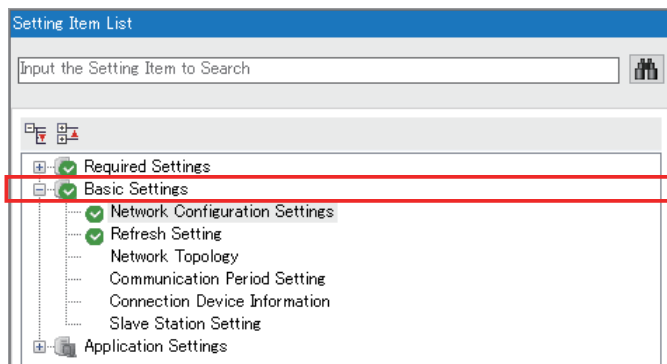 Setting Item List
Input the Setting Item to Search
Required Settings
Basic Settings
Network Configuration Settings
Refresh Setting
Network Topology
Communication Period Setting
Connection Device Information
Slave Station Setting
Application Settings